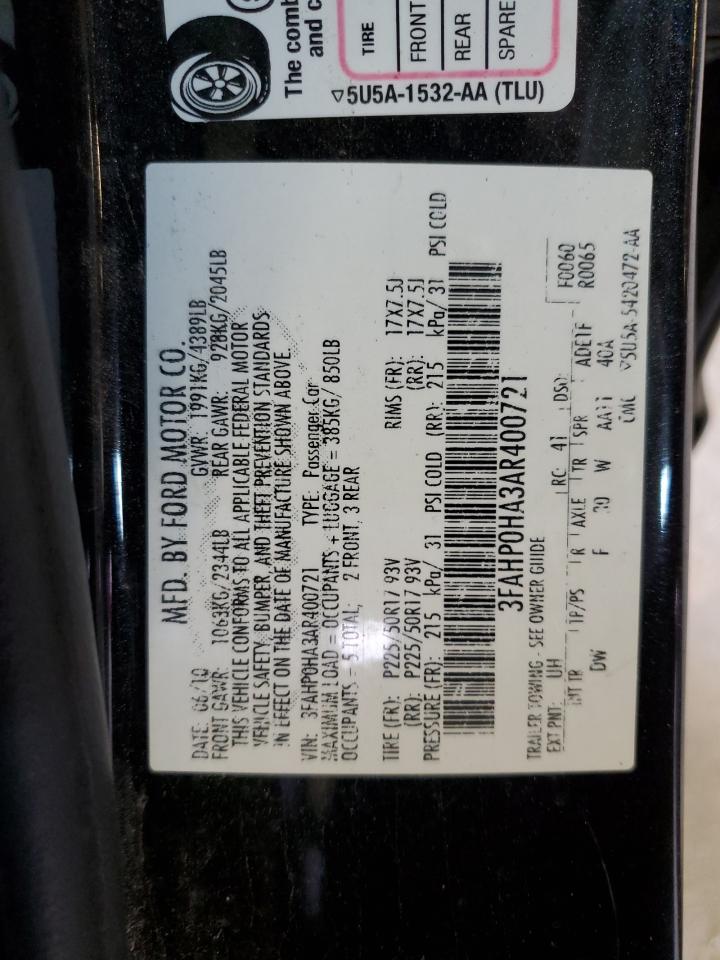 The comb
and c
TIRE
FRONT
REAR
SPARE
▽5U5A-1532-AA (TLU)
MFD. BY FORD MOTOR CO.
DATE: 06/10 GVWR: 1991KG/4389LB
FRONT GAWR: 1063KG/2344LB REAR GAWR: 928KG/2045LB
THIS VEHICLE CONFORMS TO ALL APPLICABLE FEDERAL MOTOR
VEHICLE SAFETY, BUMPER, AND THEFT PREVENTION STANDARDS
IN EFFECT ON THE DATE OF MANUFACTURE SHOWN ABOVE.
VIN: 3FAHP0HA3AR400721 TYPE: Passenger Car
MAXIMUM LOAD = OCCUPANTS + LUGGAGE = 385KG/ 850LB
OCCUPANTS = 5 TOTAL; 2 FRONT, 3 REAR
TIRE (FR): P225/50R17 93V RIMS (FR): 17X7.5J
(RR): P225/50R17 93V (RR): 17X7.5J
PRESSURE (FR): 215 kPa/ 31 PSI COLD (RR): 215 kPa/ 31 PSI COLD
3FAHP0HA3AR400721
TRAILER TOWING - SEE OWNER GUIDE
EXT PNT: UH RC: 41 DSO: F0060
R0065
INT TR TP/PS R AXLE TR SPR ADE1F
DW F 20 W AA11 40A
CMC ▽5U5A-5420472-AA